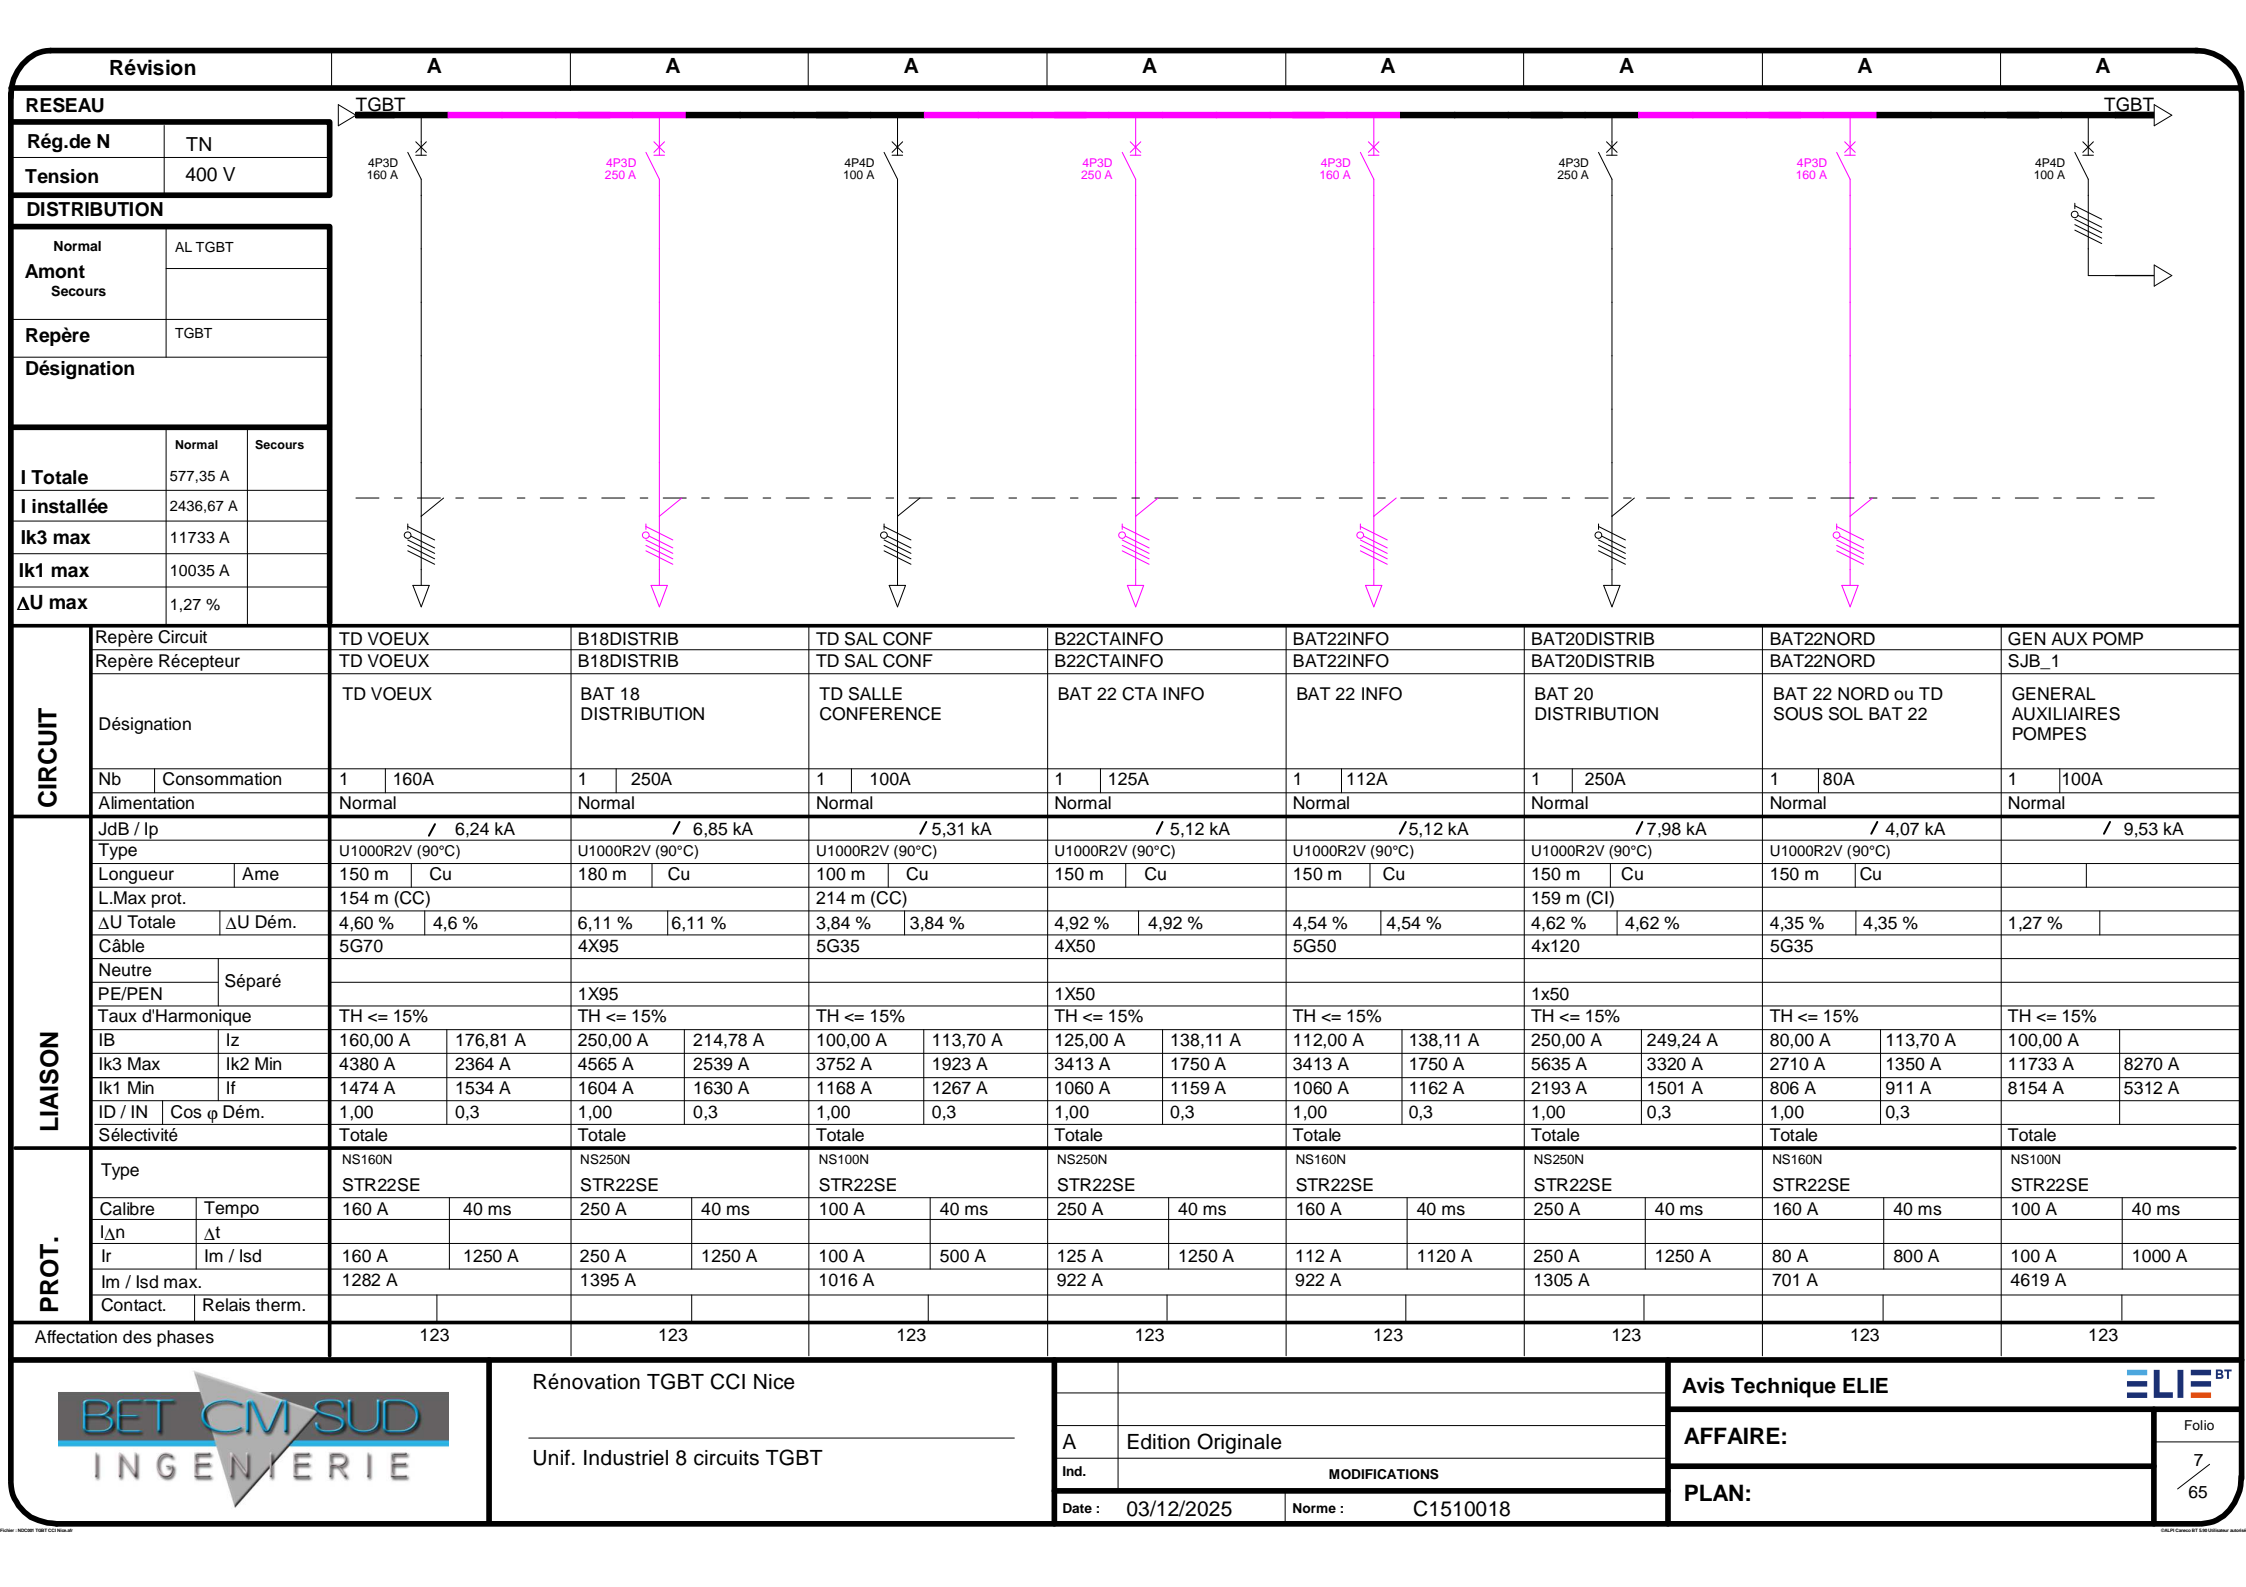 Révision A A A A A A A A
RESEAU
Rég.de N TN
Tension 400 V
DISTRIBUTION
Normal AL TGBT
Amont
Secours
Repère TGBT
Désignation
Normal Secours
I Totale 577,35 A
I installée 2436,67 A
Ik3 max 11733 A
Ik1 max 10035 A
ΔU max 1,27 %
TGBT TGBT
4P3D 4P3D 4P4D 4P3D 4P3D 4P3D 4P3D 4P4D
160 A 250 A 100 A 250 A 160 A 250 A 160 A 100 A
CIRCUIT
Repère Circuit TD VOEUX B18DISTRIB TD SAL CONF B22CTAINFO BAT22INFO BAT20DISTRIB BAT22NORD GEN AUX POMP
Repère Récepteur TD VOEUX B18DISTRIB TD SAL CONF B22CTAINFO BAT22INFO BAT20DISTRIB BAT22NORD SJB_1
Désignation TD VOEUX BAT 18 TD SALLE BAT 22 CTA INFO BAT 22 INFO BAT 20 BAT 22 NORD ou TD GENERAL
DISTRIBUTION CONFERENCE DISTRIBUTION SOUS SOL BAT 22 AUXILIAIRES
POMPES
Nb Consommation 1 160A 1 250A 1 100A 1 125A 1 112A 1 250A 1 80A 1 100A
Alimentation Normal Normal Normal Normal Normal Normal Normal Normal
LIAISON
JdB / Ip / 6,24 kA / 6,85 kA / 5,31 kA / 5,12 kA / 5,12 kA / 7,98 kA / 4,07 kA / 9,53 kA
Type U1000R2V (90°C) U1000R2V (90°C) U1000R2V (90°C) U1000R2V (90°C) U1000R2V (90°C) U1000R2V (90°C) U1000R2V (90°C)
Longueur Ame 150 m Cu 180 m Cu 100 m Cu 150 m Cu 150 m Cu 150 m Cu 150 m Cu
L.Max prot. 154 m (CC) 214 m (CC) 159 m (CI)
ΔU Totale ΔU Dém. 4,60 % 4,6 % 6,11 % 6,11 % 3,84 % 3,84 % 4,92 % 4,92 % 4,54 % 4,54 % 4,62 % 4,62 % 4,35 % 4,35 % 1,27 %
Câble 5G70 4X95 5G35 4X50 5G50 4x120 5G35
Neutre Séparé
PE/PEN 1X95 1X50 1x50
Taux d'Harmonique TH <= 15% TH <= 15% TH <= 15% TH <= 15% TH <= 15% TH <= 15% TH <= 15% TH <= 15%
IB Iz 160,00 A 176,81 A 250,00 A 214,78 A 100,00 A 113,70 A 125,00 A 138,11 A 112,00 A 138,11 A 250,00 A 249,24 A 80,00 A 113,70 A 100,00 A
Ik3 Max Ik2 Min 4380 A 2364 A 4565 A 2539 A 3752 A 1923 A 3413 A 1750 A 3413 A 1750 A 5635 A 3320 A 2710 A 1350 A 11733 A 8270 A
Ik1 Min If 1474 A 1534 A 1604 A 1630 A 1168 A 1267 A 1060 A 1159 A 1060 A 1162 A 2193 A 1501 A 806 A 911 A 8154 A 5312 A
ID / IN Cos φ Dém. 1,00 0,3 1,00 0,3 1,00 0,3 1,00 0,3 1,00 0,3 1,00 0,3 1,00 0,3
Sélectivité Totale Totale Totale Totale Totale Totale Totale Totale
PROT.
Type NS160N NS250N NS100N NS250N NS160N NS250N NS160N NS100N
STR22SE STR22SE STR22SE STR22SE STR22SE STR22SE STR22SE STR22SE
Calibre Tempo 160 A 40 ms 250 A 40 ms 100 A 40 ms 250 A 40 ms 160 A 40 ms 250 A 40 ms 160 A 40 ms 100 A 40 ms
IΔn Δt
Ir Im / Isd 160 A 1250 A 250 A 1250 A 100 A 500 A 125 A 1250 A 112 A 1120 A 250 A 1250 A 80 A 800 A 100 A 1000 A
Im / Isd max. 1282 A 1395 A 1016 A 922 A 922 A 1305 A 701 A 4619 A
Contact. Relais therm.
Affectation des phases 123 123 123 123 123 123 123 123
BET CM SUD
INGENIERIE
Rénovation TGBT CCI Nice
Unif. Industriel 8 circuits TGBT
A Edition Originale
Ind. MODIFICATIONS
Date : 03/12/2025 Norme : C1510018
Avis Technique ELIE ELIE BT
AFFAIRE:
PLAN:
Folio
7
65
Fichier : NDC001 TGBT CCI Nice.afr
©ALPI Caneco BT 5.90 Utilisateur autorisé